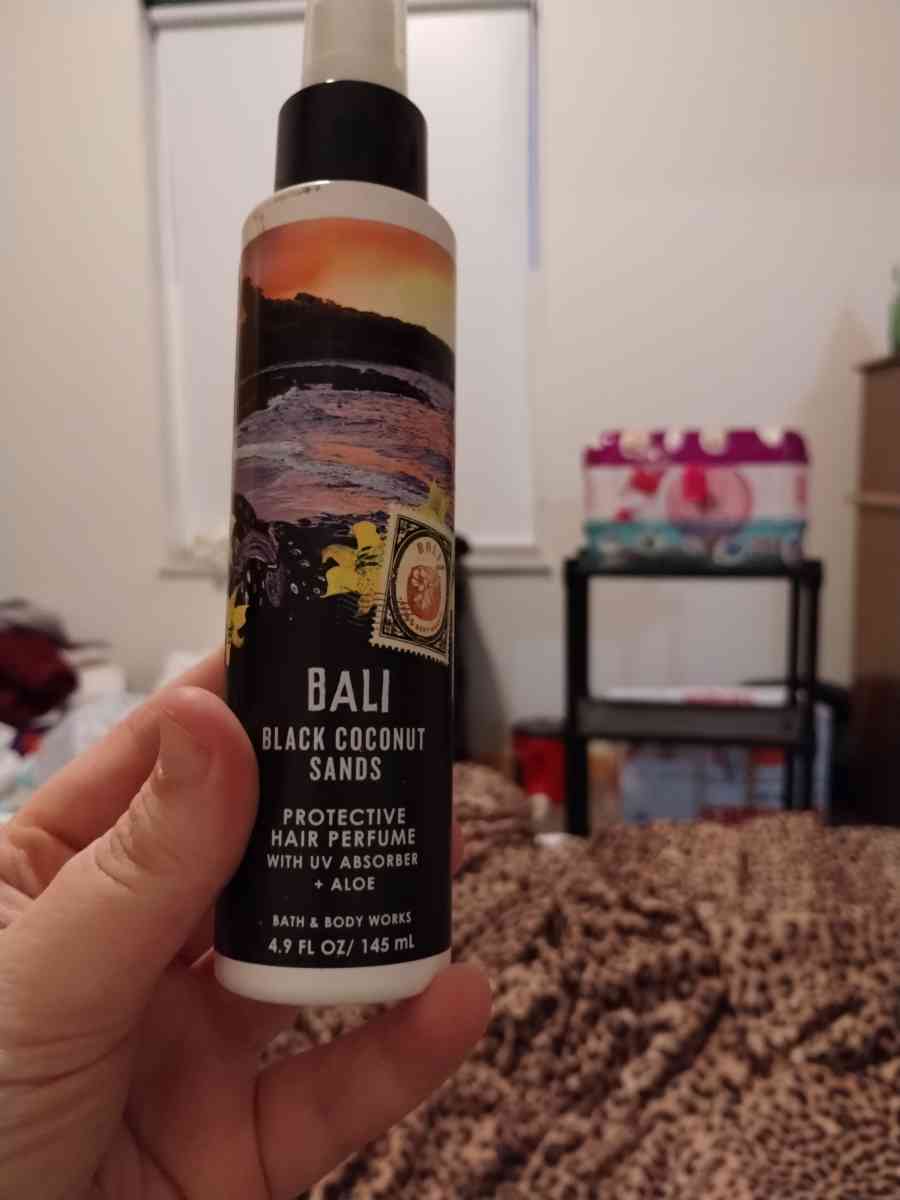 BALI
BALI
BLACK COCONUT
SANDS
PROTECTIVE
HAIR PERFUME
WITH UV ABSORBER
+ ALOE
BATH & BODY WORKS
4.9 FL OZ/ 145 mL